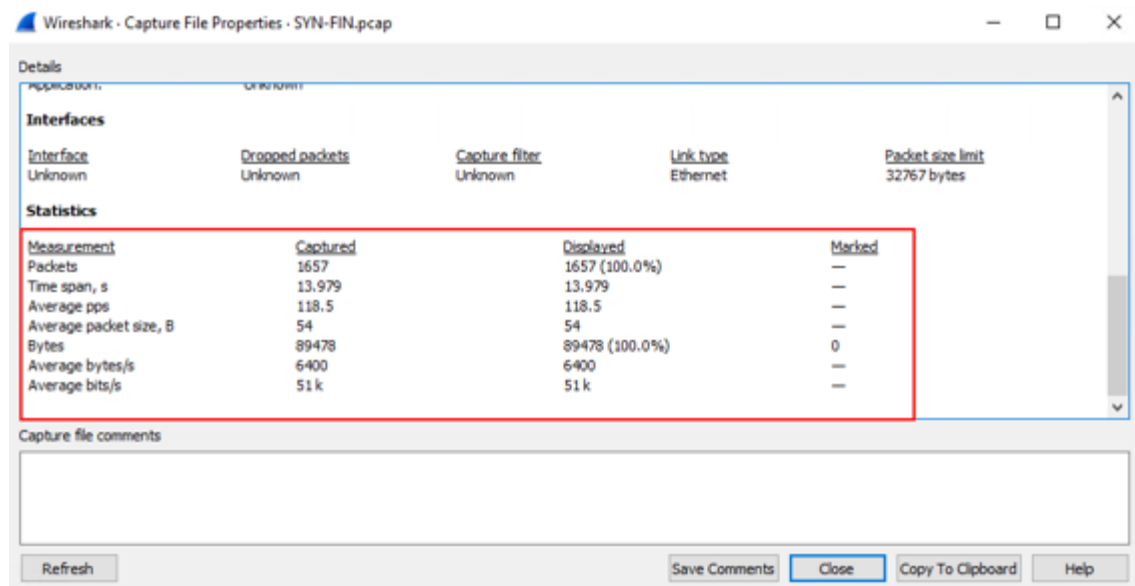 Wireshark · Capture File Properties · SYN-FIN.pcap
Details
Application: Unknown
Interfaces
Interface Dropped packets Capture filter Link type Packet size limit
Unknown Unknown Unknown Ethernet 32767 bytes
Statistics
Measurement Captured Displayed Marked
Packets 1657 1657 (100.0%) —
Time span, s 13.979 13.979 —
Average pps 118.5 118.5 —
Average packet size, B 54 54 —
Bytes 89478 89478 (100.0%) 0
Average bytes/s 6400 6400 —
Average bits/s 51 k 51 k —
Capture file comments
Refresh Save Comments Close Copy To Clipboard Help